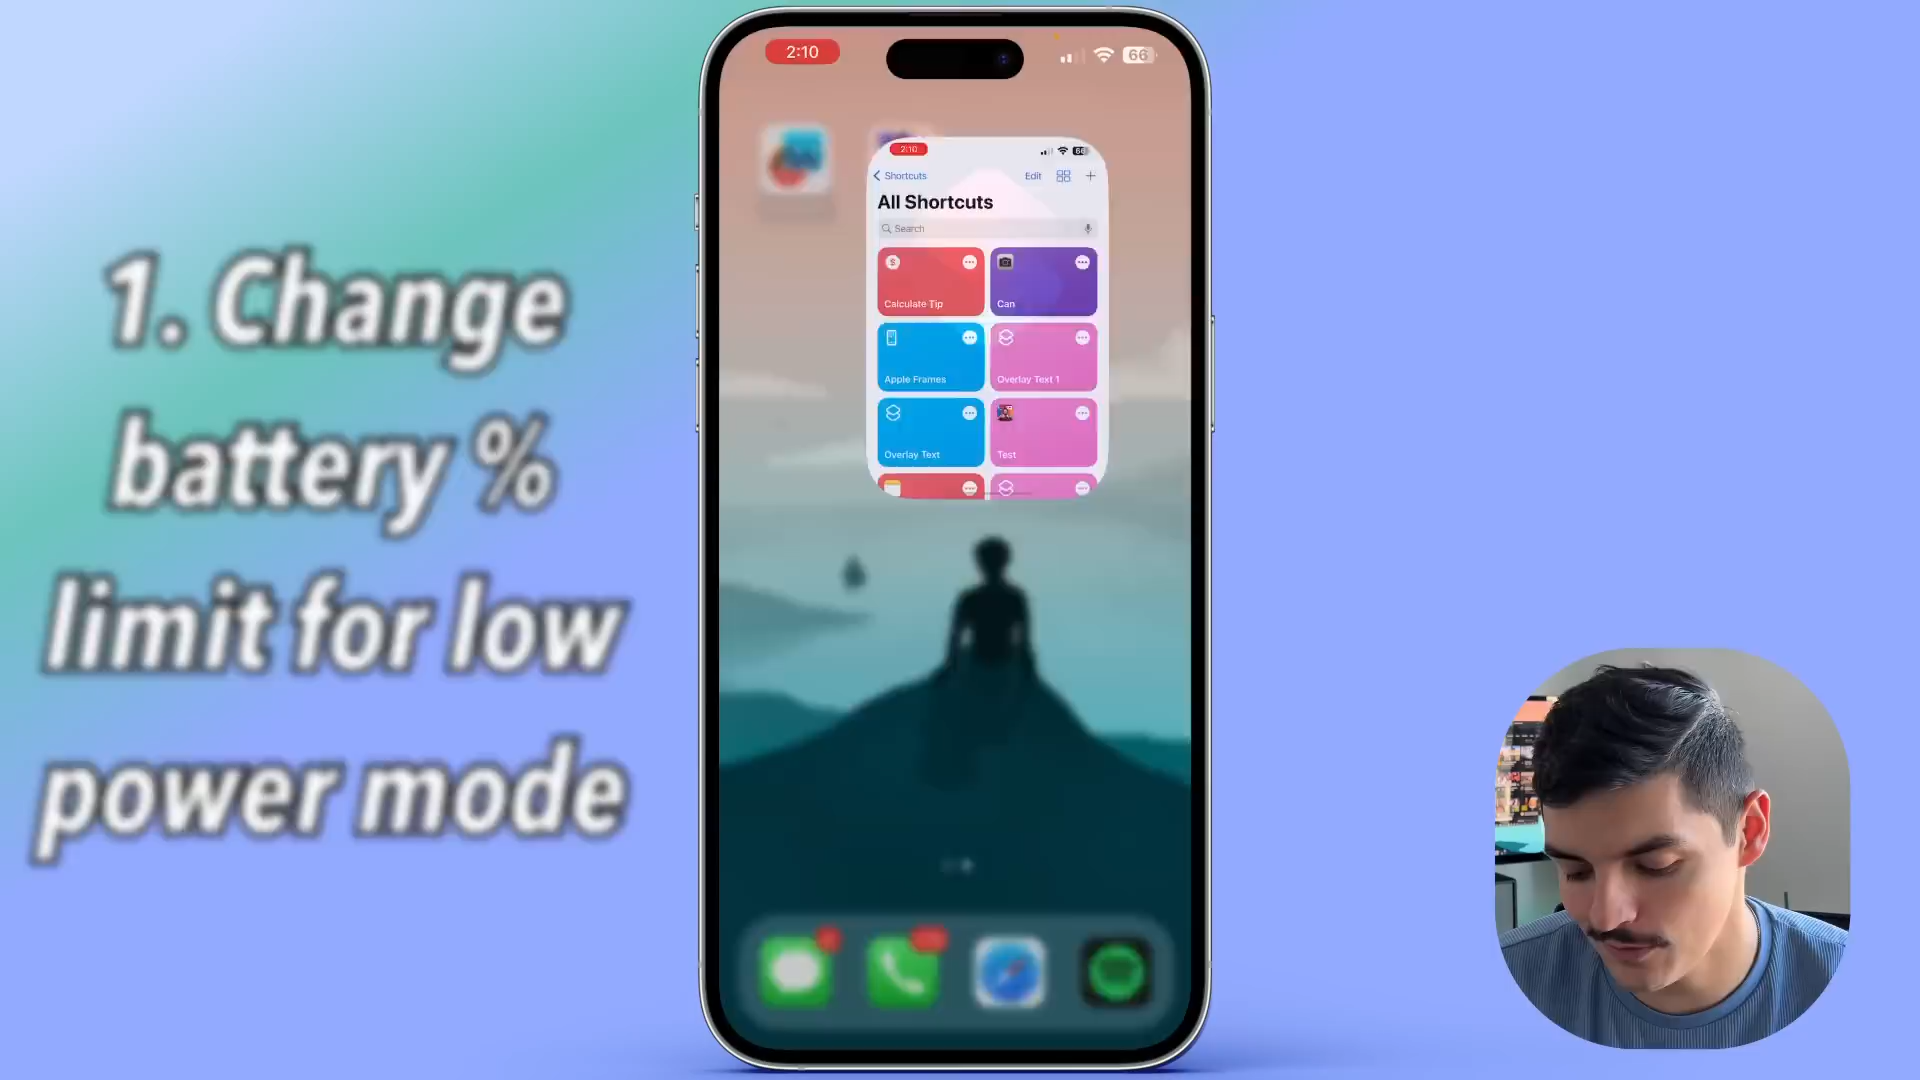 1. Change
battery %
limit for low
power mode
2:10
66
2:10
66
Shortcuts
Edit
All Shortcuts
Search
Calculate Tip
Can
Apple Frames
Overlay Text 1
Overlay Text
Test